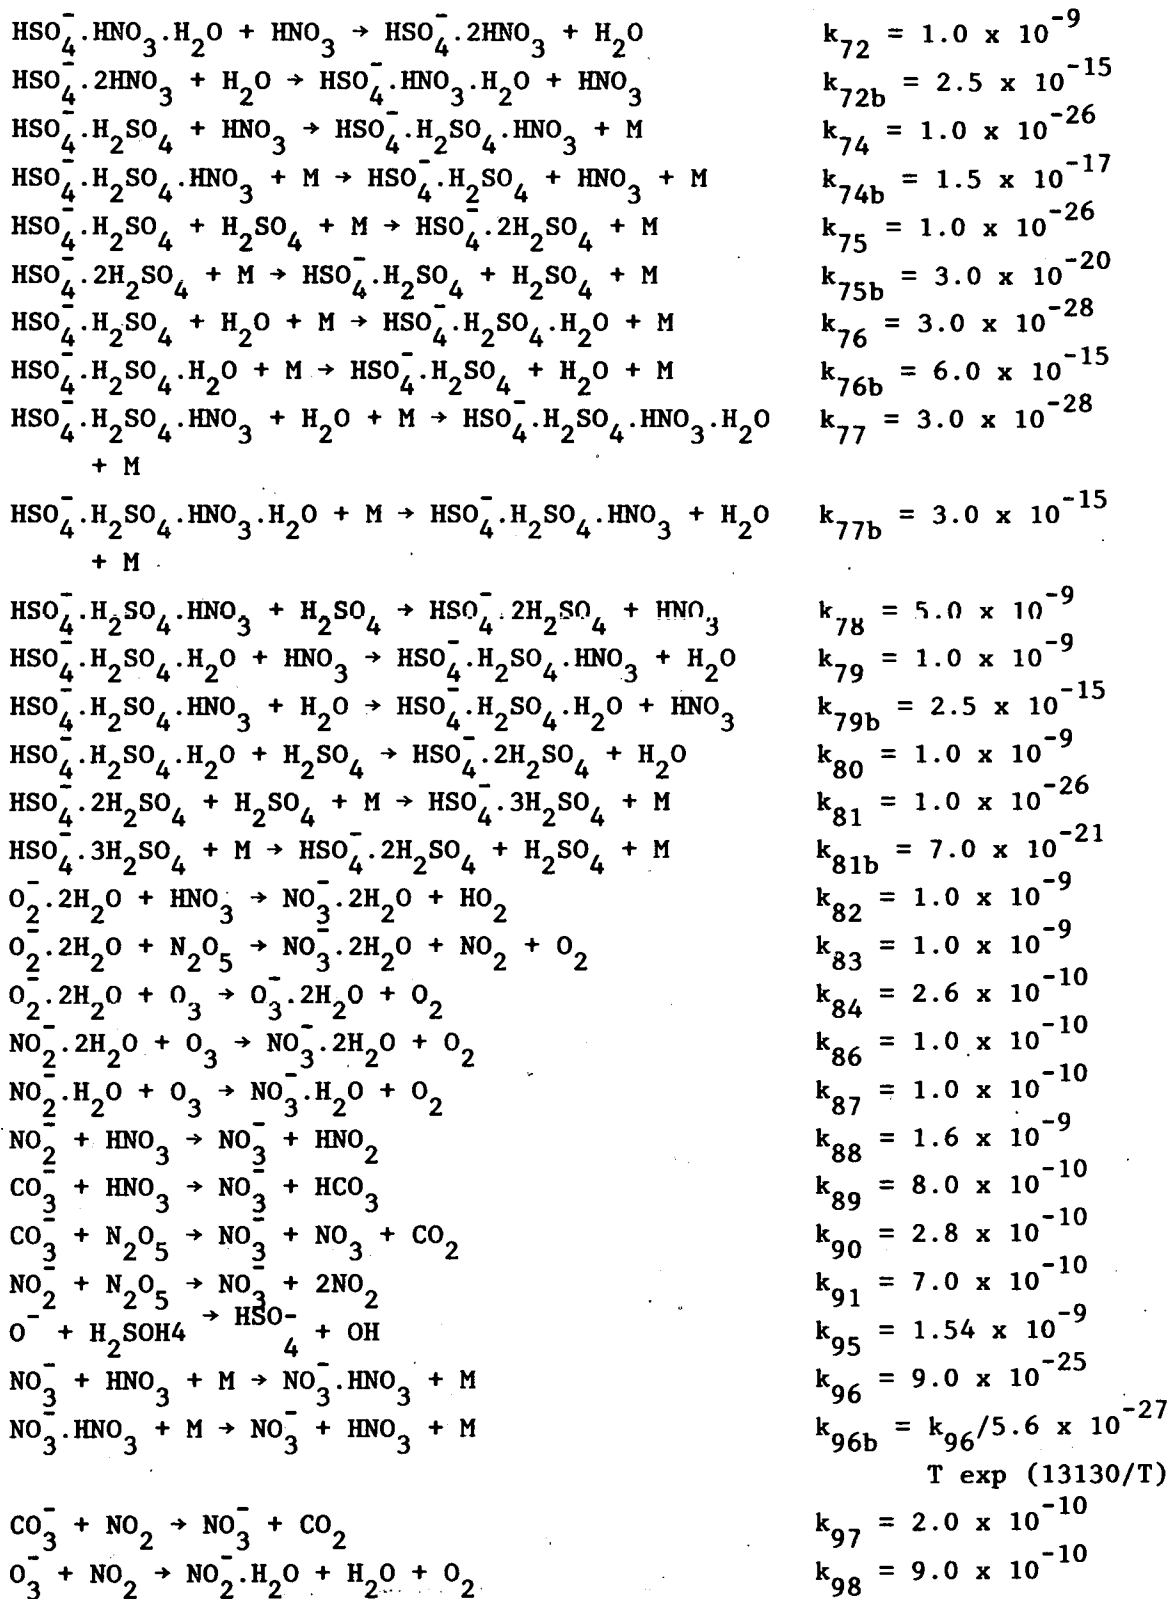 HSO₄⁻.HNO₃.H₂O + HNO₃ → HSO₄⁻.2HNO₃ + H₂O k₇₂ = 1.0 x 10⁻⁹
HSO₄⁻.2HNO₃ + H₂O → HSO₄⁻.HNO₃.H₂O + HNO₃ k₇₂b = 2.5 x 10⁻¹⁵
HSO₄⁻.H₂SO₄ + HNO₃ → HSO₄⁻.H₂SO₄.HNO₃ + M k₇₄ = 1.0 x 10⁻²⁶
HSO₄⁻.H₂SO₄.HNO₃ + M → HSO₄⁻.H₂SO₄ + HNO₃ + M k₇₄b = 1.5 x 10⁻¹⁷
HSO₄⁻.H₂SO₄ + H₂SO₄ + M → HSO₄⁻.2H₂SO₄ + M k₇₅ = 1.0 x 10⁻²⁶
HSO₄⁻.2H₂SO₄ + M → HSO₄⁻.H₂SO₄ + H₂SO₄ + M k₇₅b = 3.0 x 10⁻²⁰
HSO₄⁻.H₂SO₄ + H₂O + M → HSO₄⁻.H₂SO₄.H₂O + M k₇₆ = 3.0 x 10⁻²⁸
HSO₄⁻.H₂SO₄.H₂O + M → HSO₄⁻.H₂SO₄ + H₂O + M k₇₆b = 6.0 x 10⁻¹⁵
HSO₄⁻.H₂SO₄.HNO₃ + H₂O + M → HSO₄⁻.H₂SO₄.HNO₃.H₂O k₇₇ = 3.0 x 10⁻²⁸
+ M
HSO₄⁻.H₂SO₄.HNO₃.H₂O + M → HSO₄⁻.H₂SO₄.HNO₃ + H₂O k₇₇b = 3.0 x 10⁻¹⁵
+ M
HSO₄⁻.H₂SO₄.HNO₃ + H₂SO₄ → HSO₄⁻.2H₂SO₄ + HNO₃ k₇₈ = 5.0 x 10⁻⁹
HSO₄⁻.H₂SO₄.H₂O + HNO₃ → HSO₄⁻.H₂SO₄.HNO₃ + H₂O k₇₉ = 1.0 x 10⁻⁹
HSO₄⁻.H₂SO₄.HNO₃ + H₂O → HSO₄⁻.H₂SO₄.H₂O + HNO₃ k₇₉b = 2.5 x 10⁻¹⁵
HSO₄⁻.H₂SO₄.H₂O + H₂SO₄ → HSO₄⁻.2H₂SO₄ + H₂O k₈₀ = 1.0 x 10⁻⁹
HSO₄⁻.2H₂SO₄ + H₂SO₄ + M → HSO₄⁻.3H₂SO₄ + M k₈₁ = 1.0 x 10⁻²⁶
HSO₄⁻.3H₂SO₄ + M → HSO₄⁻.2H₂SO₄ + H₂SO₄ + M k₈₁b = 7.0 x 10⁻²¹
O₂⁻.2H₂O + HNO₃ → NO₃⁻.2H₂O + HO₂ k₈₂ = 1.0 x 10⁻⁹
O₂⁻.2H₂O + N₂O₅ → NO₃⁻.2H₂O + NO₂ + O₂ k₈₃ = 1.0 x 10⁻⁹
O₂⁻.2H₂O + O₃ → O₃⁻.2H₂O + O₂ k₈₄ = 2.6 x 10⁻¹⁰
NO₂⁻.2H₂O + O₃ → NO₃⁻.2H₂O + O₂ k₈₆ = 1.0 x 10⁻¹⁰
NO₂⁻.H₂O + O₃ → NO₃⁻.H₂O + O₂ k₈₇ = 1.0 x 10⁻¹⁰
NO₂⁻ + HNO₃ → NO₃⁻ + HNO₂ k₈₈ = 1.6 x 10⁻⁹
CO₃⁻ + HNO₃ → NO₃⁻ + HCO₃ k₈₉ = 8.0 x 10⁻¹⁰
CO₃⁻ + N₂O₅ → NO₃⁻ + NO₃ + CO₂ k₉₀ = 2.8 x 10⁻¹⁰
NO₂⁻ + N₂O₅ → NO₃⁻ + 2NO₂ k₉₁ = 7.0 x 10⁻¹⁰
O⁻ + H₂SOH4 → HSO-₄ + OH k₉₅ = 1.54 x 10⁻⁹
NO₃⁻ + HNO₃ + M → NO₃⁻.HNO₃ + M k₉₆ = 9.0 x 10⁻²⁵
NO₃⁻.HNO₃ + M → NO₃⁻ + HNO₃ + M k₉₆b = k₉₆/5.6 x 10⁻²⁷
T exp (13130/T)
CO₃⁻ + NO₂ → NO₃⁻ + CO₂ k₉₇ = 2.0 x 10⁻¹⁰
O₃⁻ + NO₂ → NO₂⁻.H₂O + H₂O + O₂ k₉₈ = 9.0 x 10⁻¹⁰